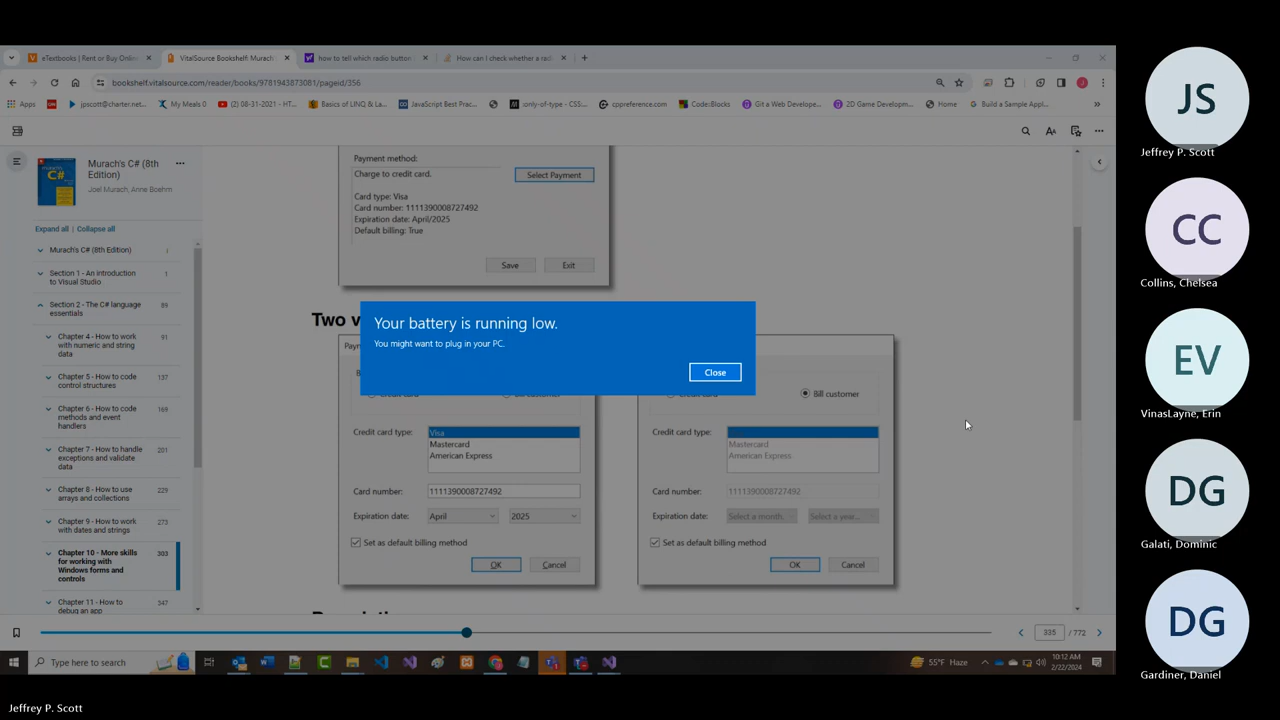 eTextbooks | Rent or Buy Online
VitalSource Bookshelf: Murach's
how to tell which radio button
How can I check whether a radi
bookshelf.vitalsource.com/reader/books/9781943873081/pageid/356
Apps
jpscott@charter.net...
My Meals 0
(2) 08-31-2021 - HT...
Basics of LINQ & La...
JavaScript Best Prac...
:only-of-type - CSS...
cppreference.com
Code::Blocks
Git a Web Develope...
2D Game Developm...
Home
Build a Sample Appl...
Murach's C# (8th
Edition)
Joel Murach, Anne Boehm
Expand all | Collapse all
Murach's C# (8th Edition) i
Section 1 - An introduction 1
to Visual Studio
Section 2 - The C# language 89
essentials
Chapter 4 - How to work 91
with numeric and string
data
Chapter 5 - How to code 137
control structures
Chapter 6 - How to code 169
methods and event
handlers
Chapter 7 - How to handle 201
exceptions and validate
data
Chapter 8 - How to use 229
arrays and collections
Chapter 9 - How to work 273
with dates and strings
Chapter 10 - More skills 303
for working with
Windows forms and
controls
Chapter 11 - How to 347
debug an app
Payment method:
Charge to credit card.
Select Payment
Card type: Visa
Card number: 1111390008727492
Expiration date: April/2025
Default billing: True
Save Exit
Two v
Your battery is running low.
You might want to plug in your PC.
Close
Bill customer
Credit card type: Visa
Mastercard
American Express
Card number: 1111390008727492
Expiration date: April 2025
Set as default billing method
OK Cancel
Credit card type:
Mastercard
American Express
Card number: 1111390008727492
Expiration date: Select a month. Select a year...
Set as default billing method
OK Cancel
335 / 772
Type here to search
55°F Haze
10:12 AM
2/22/2024
JS
Jeffrey P. Scott
CC
Collins, Chelsea
EV
VinasLayne, Erin
DG
Galati, Dominic
DG
Gardiner, Daniel
Jeffrey P. Scott